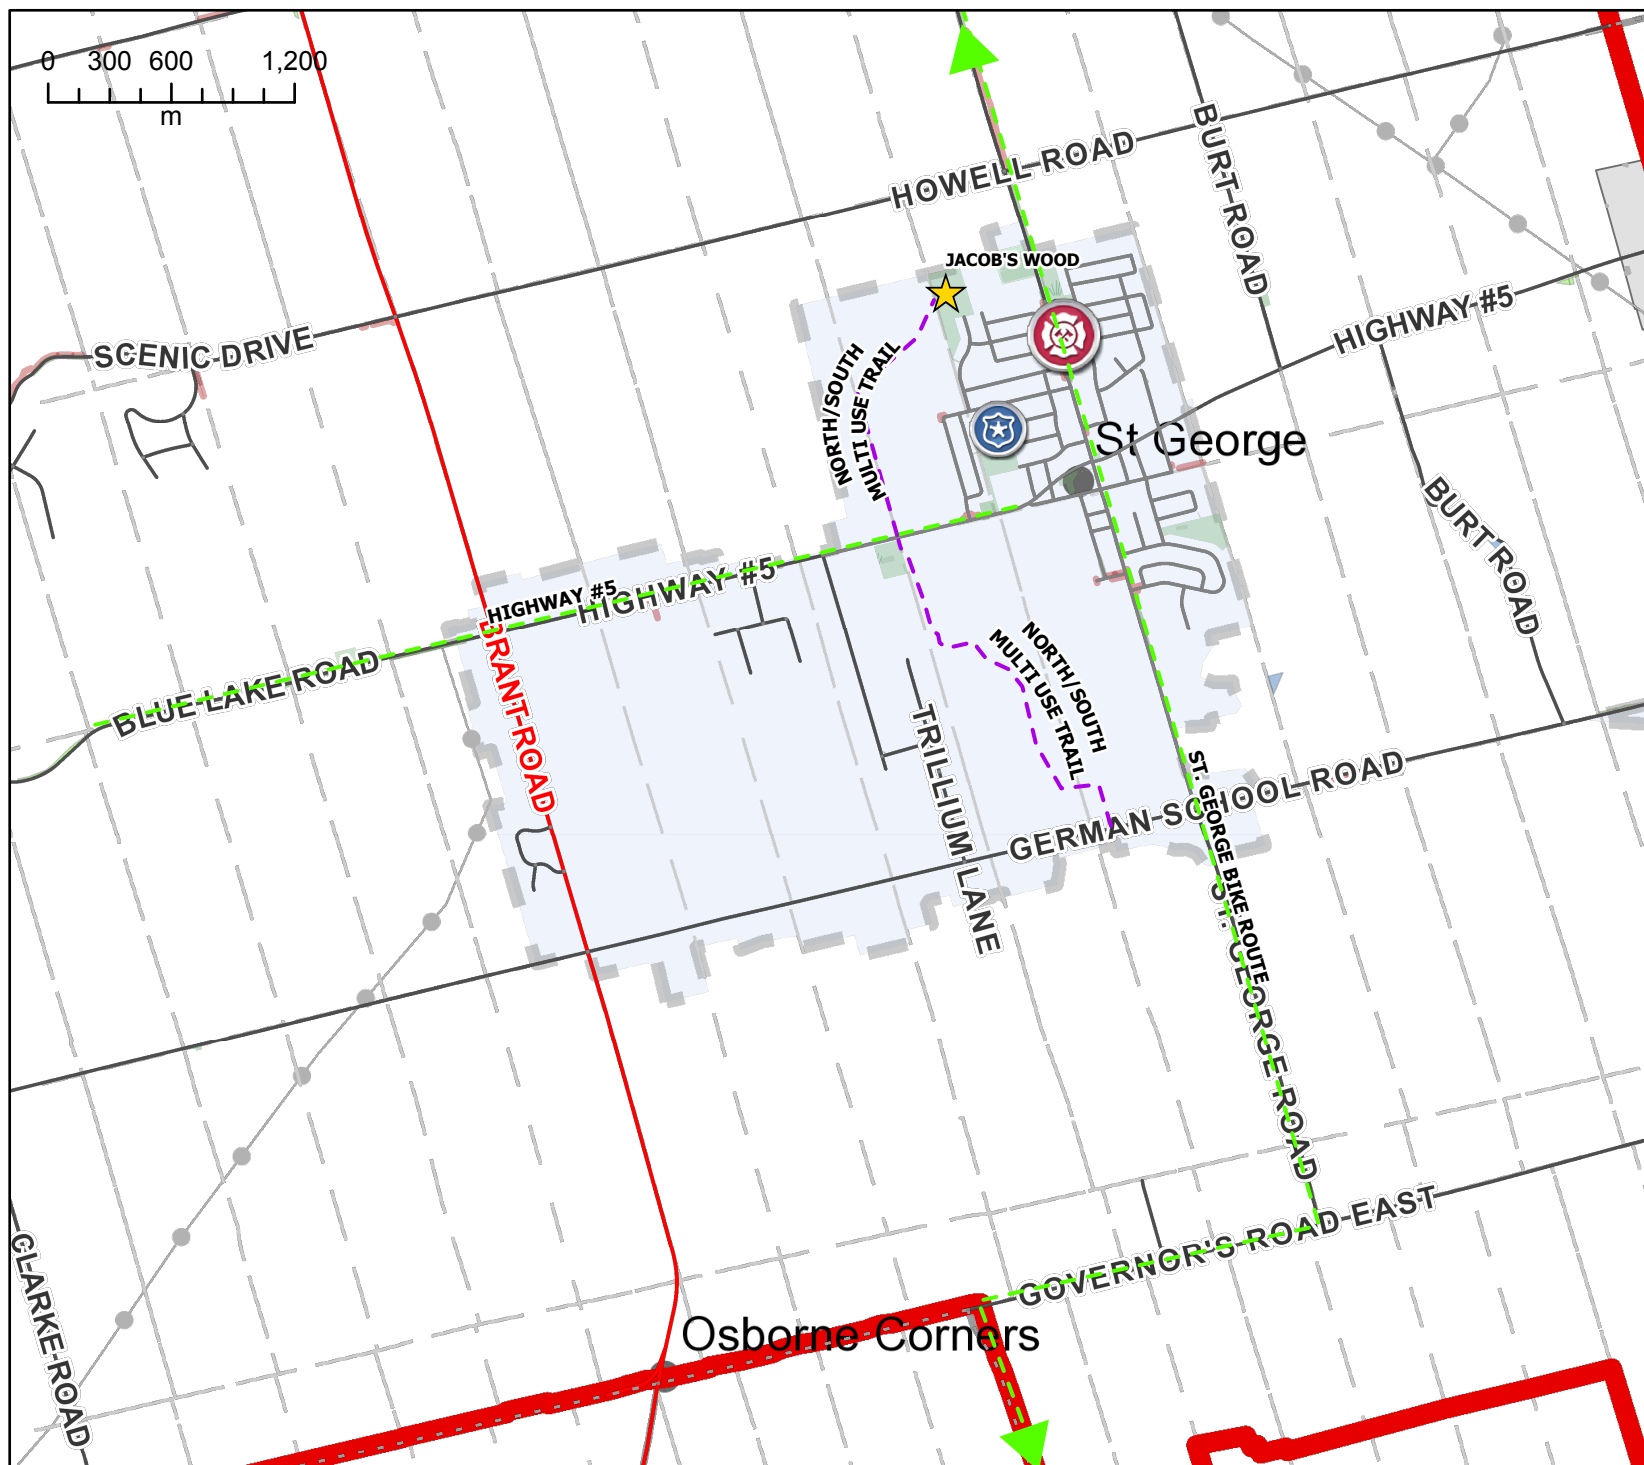 0 300 600 1,200
m
BURT ROAD
HOWELL ROAD
JACOB'S WOOD
HIGHWAY #5
SCENIC DRIVE
NORTH/SOUTH
MULTI USE TRAIL
St George
BURT ROAD
HIGHWAY #5
HIGHWAY #5
BLUE LAKE ROAD
BRANT ROAD
NORTH/SOUTH
MULTI USE TRAIL
TRILLIUM LANE
GERMAN SCHOOL ROAD
ST. GEORGE BIKE ROUTE
ST. GEORGE ROAD
GOVERNOR'S ROAD EAST
CLARKE ROAD
Osborne Corners